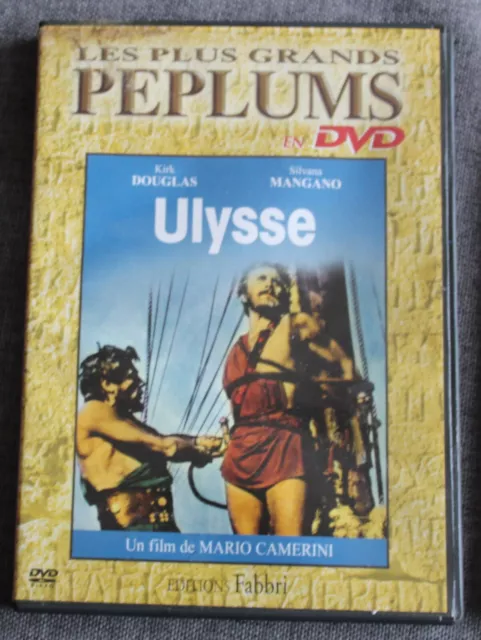 LES PLUS GRANDS
PEPLUMS
EN DVD
Kirk Silvana
DOUGLAS MANGANO
Ulysse
Un film de MARIO CAMERINI
DVD
VIDEO
EDITIONS Fabbri